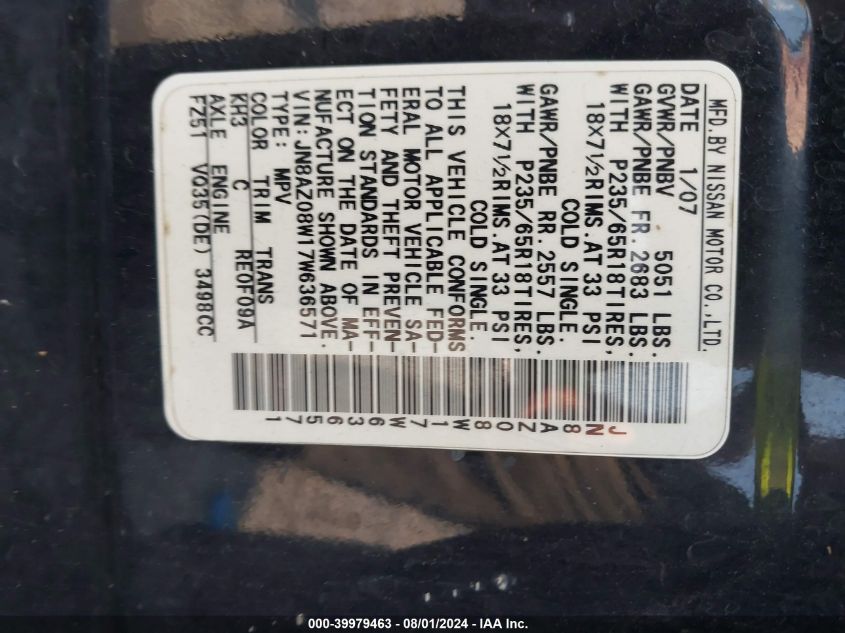 MFD.BY NISSAN MOTOR CO.,LTD.
DATE 1/07
GVWR/PNBV 5051 LBS.
GAWR/PNBE FR.2683 LBS.
WITH P235/65R18TIRES,
18X7½RIMS.AT 33 PSI
COLD SINGLE.
GAWR/PNBE RR.2557 LBS.
WITH P235/65R18TIRES,
18X7½RIMS.AT 33 PSI
COLD SINGLE.
THIS VEHICLE CONFORMS
TO ALL APPLICABLE FED-
ERAL MOTOR VEHICLE SA-
FETY AND THEFT PREVEN-
TION STANDARDS IN EFF-
ECT ON THE DATE OF MA-
NUFACTURE SHOWN ABOVE.
VIN:JN8AZ08W17W636571
TYPE: MPV
COLOR TRIM TRANS
KH3 C RE0F09A
AXLE ENGINE
FZ51 VQ35(DE) 3498CC
JN8AZ08W17W636571
000-39979463 - 08/01/2024 - IAA Inc.